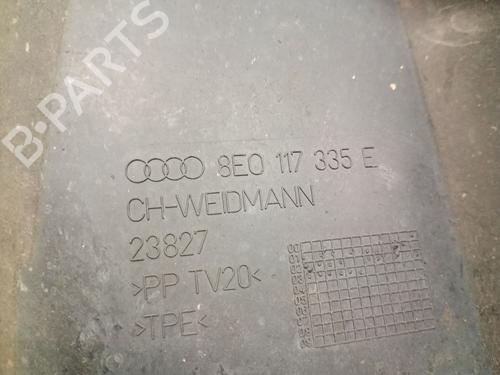 B-PARTS
8E0 117 335 E
CH-WEIDMANN
23827
>PP TV20<
>TPE<